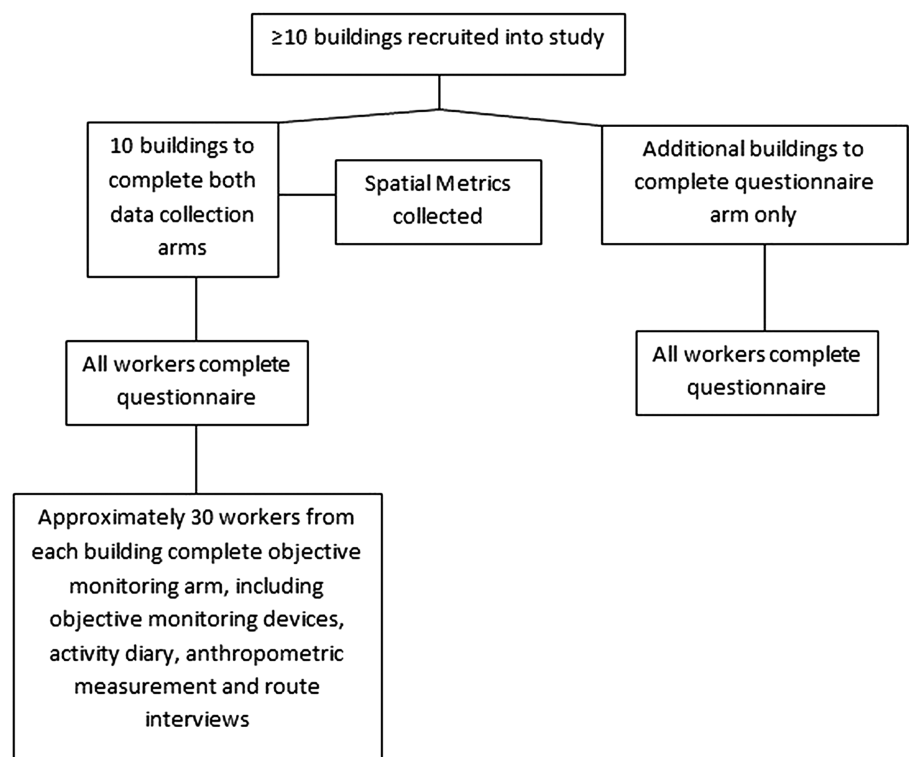 ≥10 buildings recruited into study
10 buildings to
complete both
data collection
arms
Spatial Metrics
collected
Additional buildings to
complete questionnaire
arm only
All workers complete
questionnaire
All workers complete
questionnaire
Approximately 30 workers from
each building complete objective
monitoring arm, including
objective monitoring devices,
activity diary, anthropometric
measurement and route
interviews